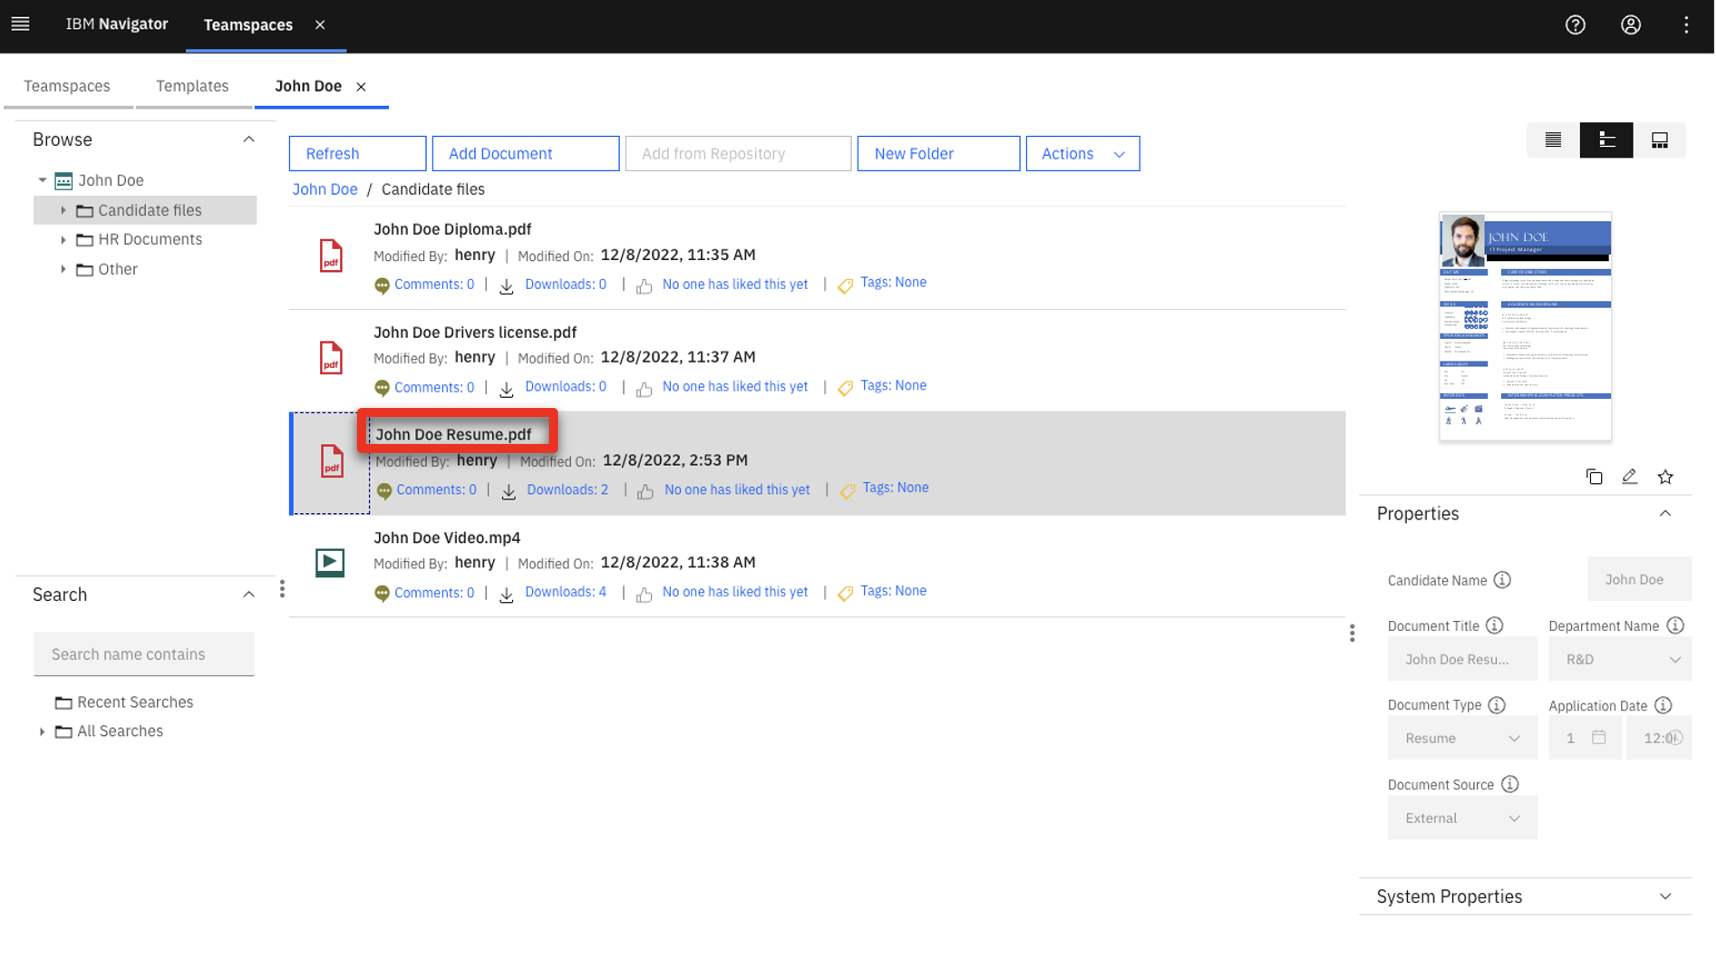 IBM Navigator
Teamspaces
Teamspaces
Templates
John Doe
Browse
John Doe
Candidate files
HR Documents
Other
Search
Search name contains
Recent Searches
All Searches
Refresh
Add Document
Add from Repository
New Folder
Actions
John Doe / Candidate files
John Doe Diploma.pdf
Modified By: henry | Modified On: 12/8/2022, 11:35 AM
Comments: 0 | Downloads: 0 | No one has liked this yet | Tags: None
John Doe Drivers license.pdf
Modified By: henry | Modified On: 12/8/2022, 11:37 AM
Comments: 0 | Downloads: 0 | No one has liked this yet | Tags: None
John Doe Resume.pdf
Modified By: henry | Modified On: 12/8/2022, 2:53 PM
Comments: 0 | Downloads: 2 | No one has liked this yet | Tags: None
John Doe Video.mp4
Modified By: henry | Modified On: 12/8/2022, 11:38 AM
Comments: 0 | Downloads: 4 | No one has liked this yet | Tags: None
pdf
pdf
pdf
JOHN DOE
IT Project Manager
Properties
Candidate Name
John Doe
Document Title
Department Name
John Doe Resu...
R&D
Document Type
Application Date
Resume
1
12:0
Document Source
External
System Properties